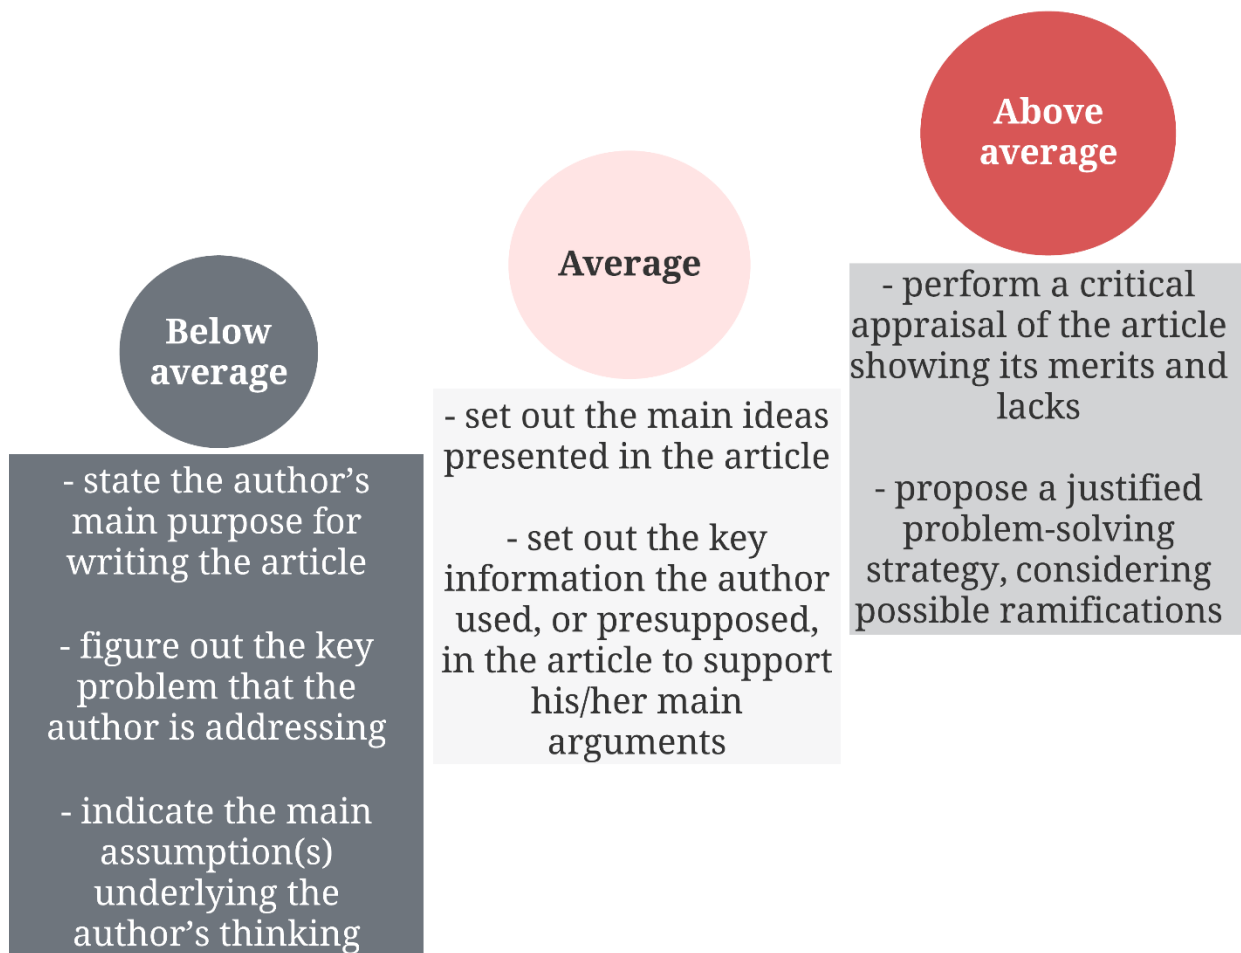 Below
average
- state the author’s
main purpose for
writing the article
- figure out the key
problem that the
author is addressing
- indicate the main
assumption(s)
underlying the
author’s thinking
Average
- set out the main ideas
presented in the article
- set out the key
information the author
used, or presupposed,
in the article to support
his/her main
arguments
Above
average
- perform a critical
appraisal of the article
showing its merits and
lacks
- propose a justified
problem-solving
strategy, considering
possible ramifications